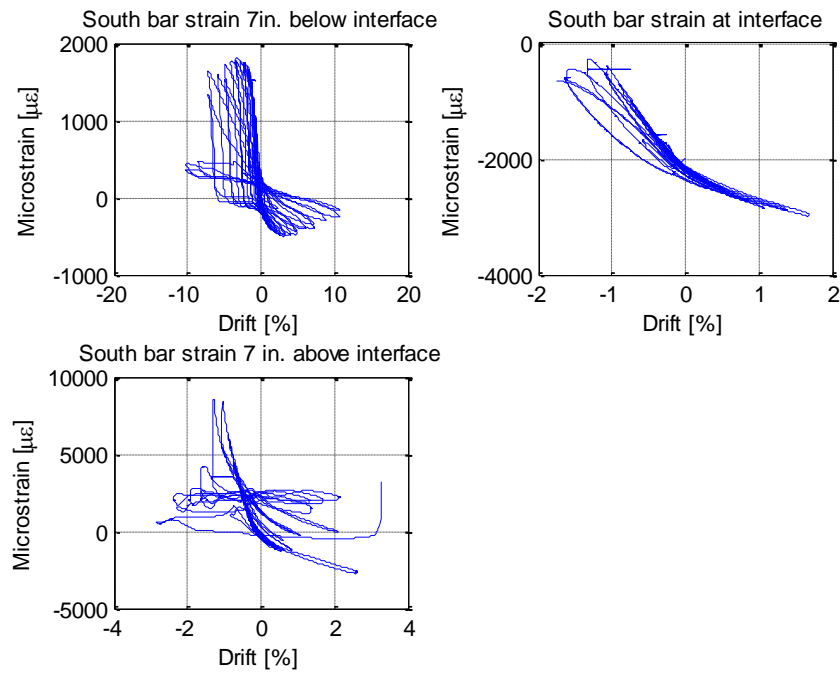 South bar strain 7in. below interface
2000
1000
0
-1000
Microstrain [με]
-20
-10
0
10
20
Drift [%]
South bar strain at interface
0
-2000
-4000
Microstrain [με]
-2
-1
0
1
2
Drift [%]
South bar strain 7 in. above interface
10000
5000
0
-5000
Microstrain [με]
-4
-2
0
2
4
Drift [%]